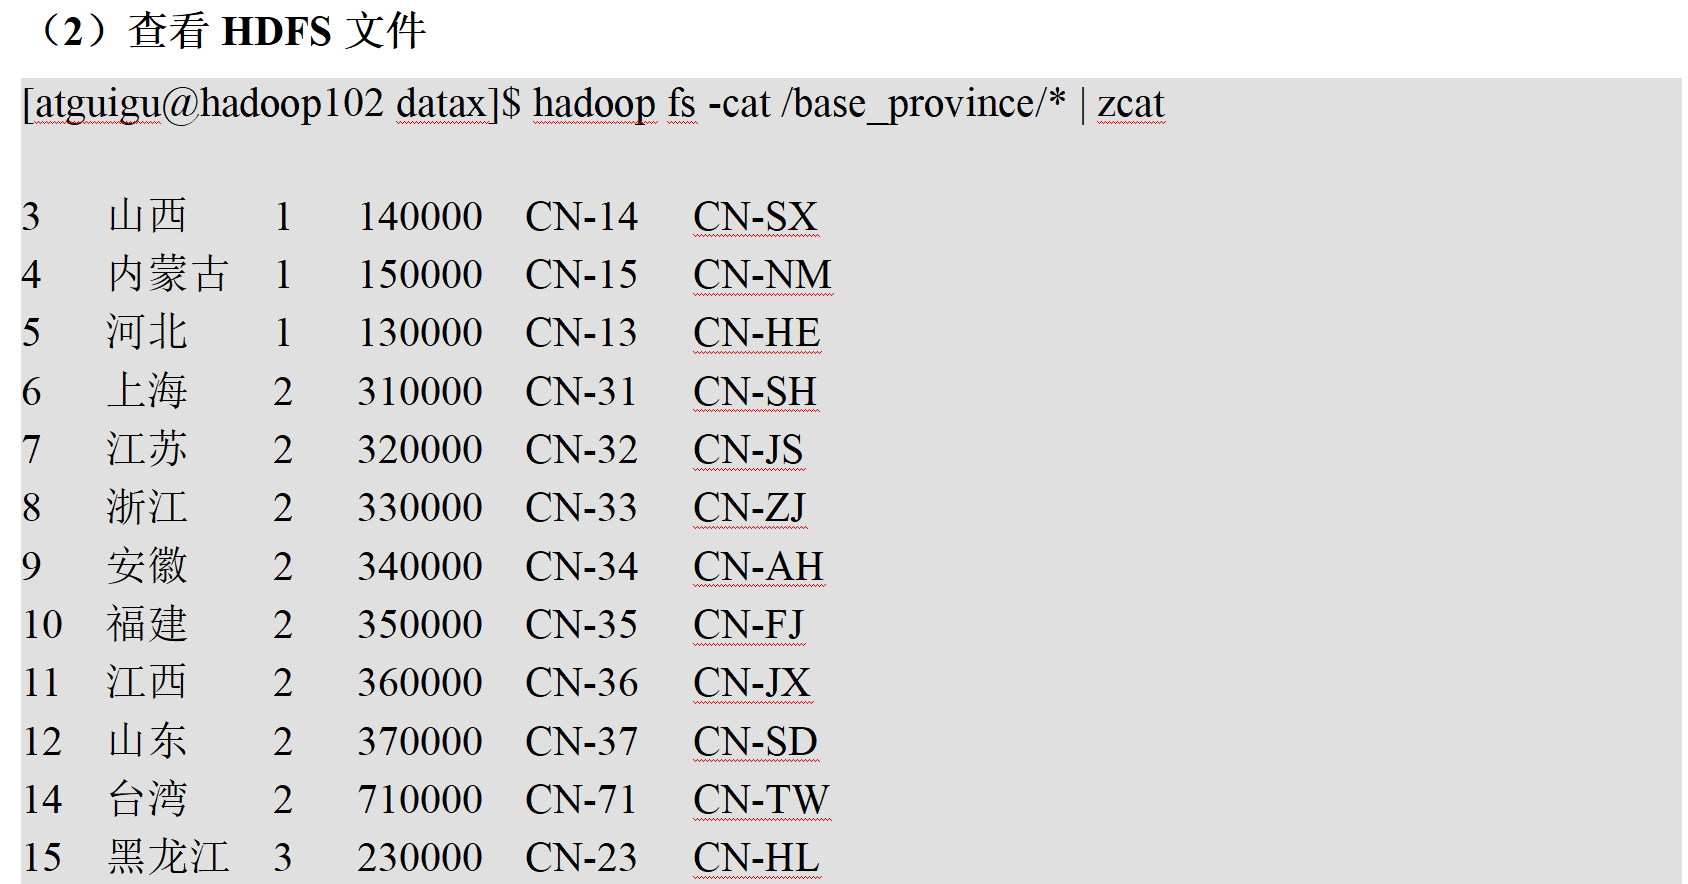 （2）查看 HDFS 文件
[atguigu@hadoop102 datax]$ hadoop fs -cat /base_province/* | zcat
3 山西 1 140000 CN-14 CN-SX
4 内蒙古 1 150000 CN-15 CN-NM
5 河北 1 130000 CN-13 CN-HE
6 上海 2 310000 CN-31 CN-SH
7 江苏 2 320000 CN-32 CN-JS
8 浙江 2 330000 CN-33 CN-ZJ
9 安徽 2 340000 CN-34 CN-AH
10 福建 2 350000 CN-35 CN-FJ
11 江西 2 360000 CN-36 CN-JX
12 山东 2 370000 CN-37 CN-SD
14 台湾 2 710000 CN-71 CN-TW
15 黑龙江 3 230000 CN-23 CN-HL